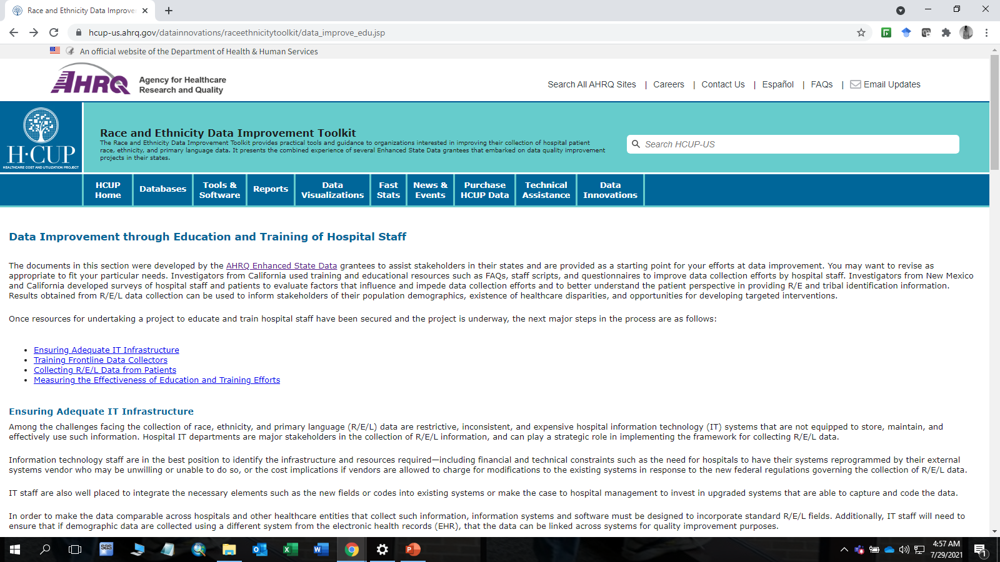 Race and Ethnicity Data Improve
hcup-us.ahrq.gov/datainnovations/raceethnicitytoolkit/data_improve_edu.jsp
An official website of the Department of Health & Human Services
AHRQ
Agency for Healthcare
Research and Quality
Search All AHRQ Sites | Careers | Contact Us | Español | FAQs | Email Updates
H·CUP
HEALTHCARE COST AND UTILIZATION PROJECT
Race and Ethnicity Data Improvement Toolkit
The Race and Ethnicity Data Improvement Toolkit provides practical tools and guidance to organizations interested in improving their collection of hospital patient
race, ethnicity, and primary language data. It presents the combined experience of several Enhanced State Data grantees that embarked on data quality improvement
projects in their states.
Search HCUP-US
HCUP Home
Databases
Tools & Software
Reports
Data Visualizations
Fast Stats
News & Events
Purchase HCUP Data
Technical Assistance
Data Innovations
Data Improvement through Education and Training of Hospital Staff
The documents in this section were developed by the AHRQ Enhanced State Data grantees to assist stakeholders in their states and are provided as a starting point for your efforts at data improvement. You may want to revise as
appropriate to fit your particular needs. Investigators from California used training and educational resources such as FAQs, staff scripts, and questionnaires to improve data collection efforts by hospital staff. Investigators from New Mexico
and California developed surveys of hospital staff and patients to evaluate factors that influence and impede data collection efforts and to better understand the patient perspective in providing R/E and tribal identification information.
Results obtained from R/E/L data collection can be used to inform stakeholders of their population demographics, existence of healthcare disparities, and opportunities for developing targeted interventions.
Once resources for undertaking a project to educate and train hospital staff have been secured and the project is underway, the next major steps in the process are as follows:
• Ensuring Adequate IT Infrastructure
• Training Frontline Data Collectors
• Collecting R/E/L Data from Patients
• Measuring the Effectiveness of Education and Training Efforts
Ensuring Adequate IT Infrastructure
Among the challenges facing the collection of race, ethnicity, and primary language (R/E/L) data are restrictive, inconsistent, and expensive hospital information technology (IT) systems that are not equipped to store, maintain, and
effectively use such information. Hospital IT departments are major stakeholders in the collection of R/E/L information, and can play a strategic role in implementing the framework for collecting R/E/L data.
Information technology staff are in the best position to identify the infrastructure and resources required—including financial and technical constraints such as the need for hospitals to have their systems reprogrammed by their external
systems vendor who may be unwilling or unable to do so, or the cost implications if vendors are allowed to charge for modifications to the existing systems in response to the new federal regulations governing the collection of R/E/L data.
IT staff are also well placed to integrate the necessary elements such as the new fields or codes into existing systems or make the case to hospital management to invest in upgraded systems that are able to capture and code the data.
In order to make the data comparable across hospitals and other healthcare entities that collect such information, information systems and software must be designed to incorporate standard R/E/L fields. Additionally, IT staff will need to
ensure that if demographic data are collected using a different system from the electronic health records (EHR), that the data can be linked across systems for quality improvement purposes.
sas
4:57 AM
7/29/2021
1